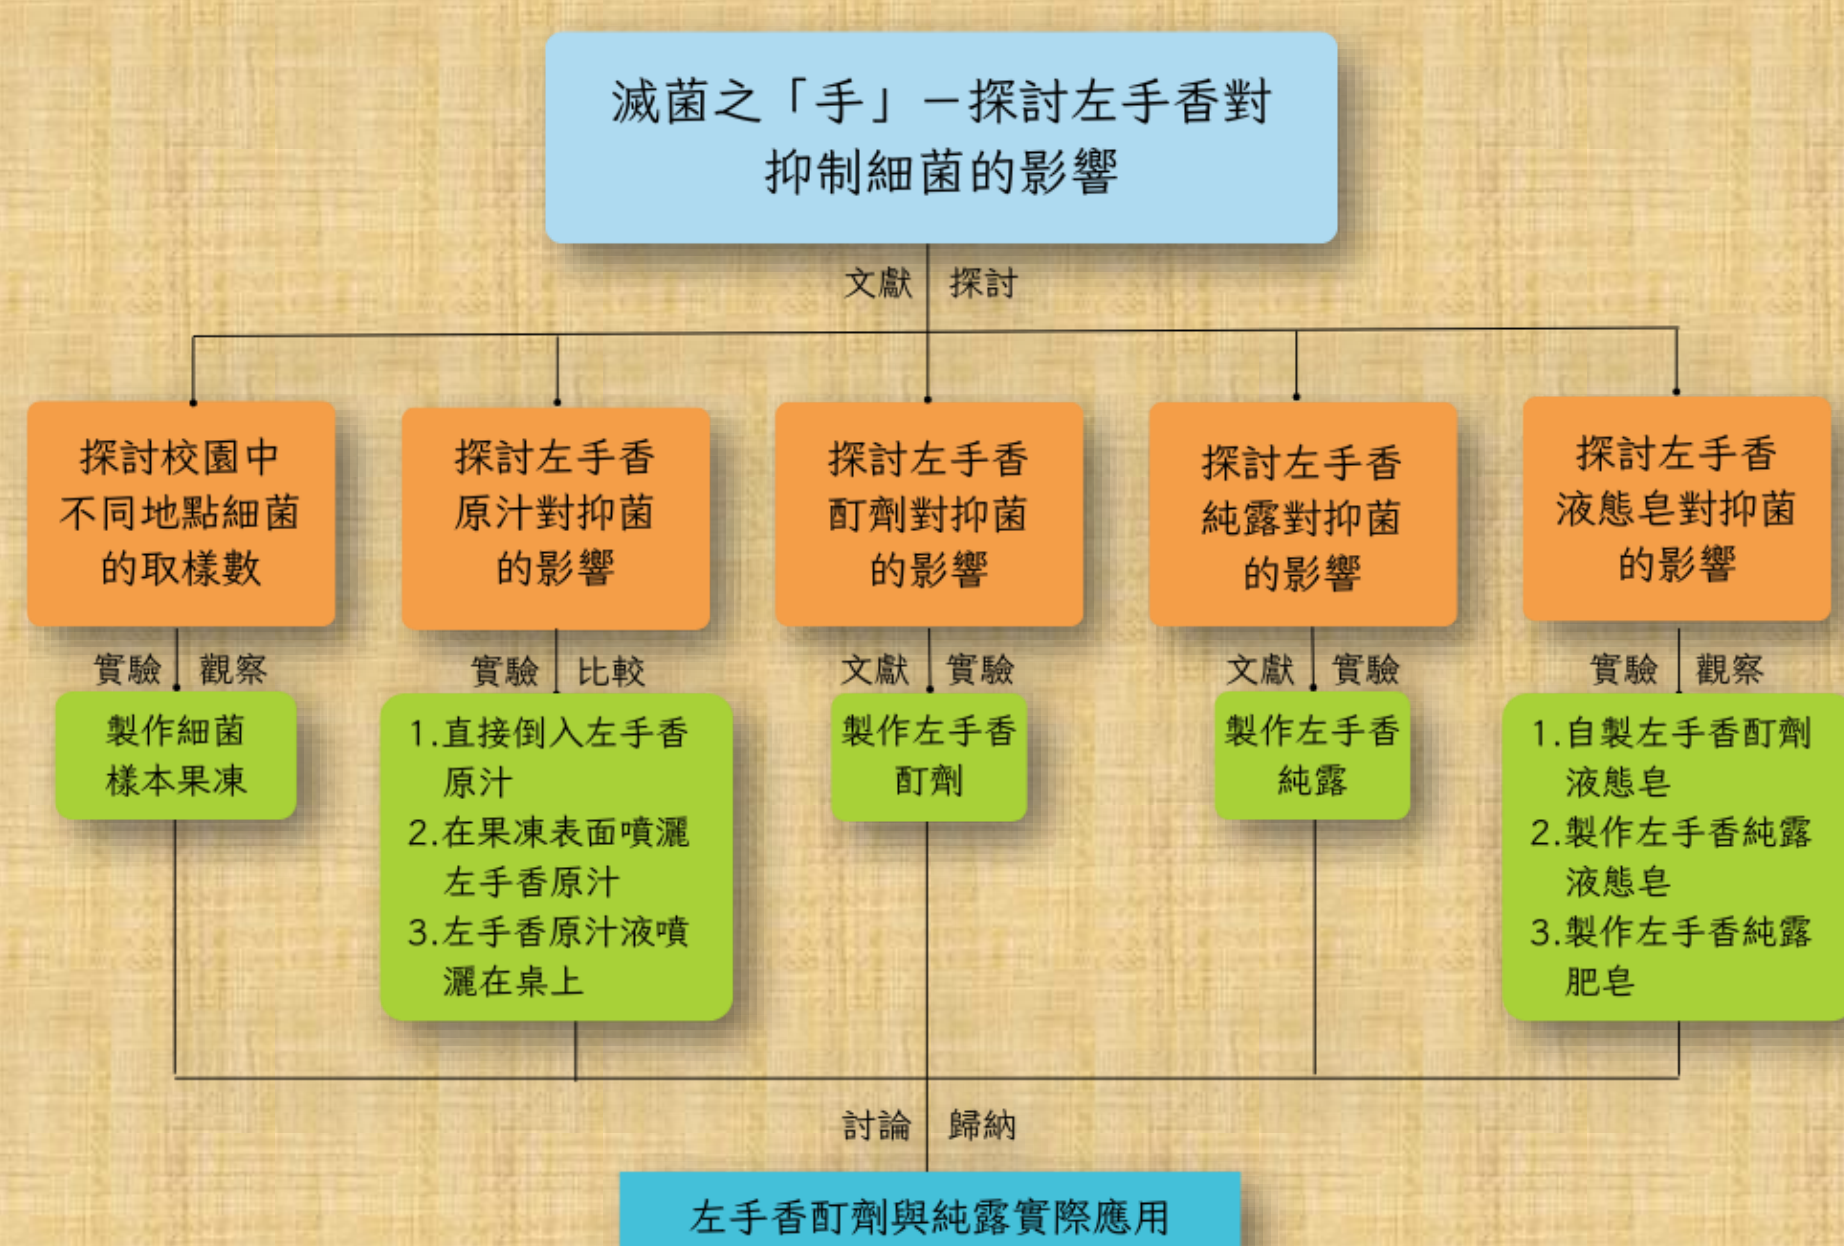 滅菌之「手」－探討左手香對
抑制細菌的影響
文獻 探討
探討校園中
不同地點細菌
的取樣數
探討左手香
原汁對抑菌
的影響
探討左手香
酊劑對抑菌
的影響
探討左手香
純露對抑菌
的影響
探討左手香
液態皂對抑菌
的影響
實驗 觀察
實驗 比較
文獻 實驗
文獻 實驗
實驗 觀察
製作細菌
樣本果凍
1.直接倒入左手香
原汁
2.在果凍表面噴灑
左手香原汁
3.左手香原汁液噴
灑在桌上
製作左手香
酊劑
製作左手香
純露
1.自製左手香酊劑
液態皂
2.製作左手香純露
液態皂
3.製作左手香純露
肥皂
討論 歸納
左手香酊劑與純露實際應用